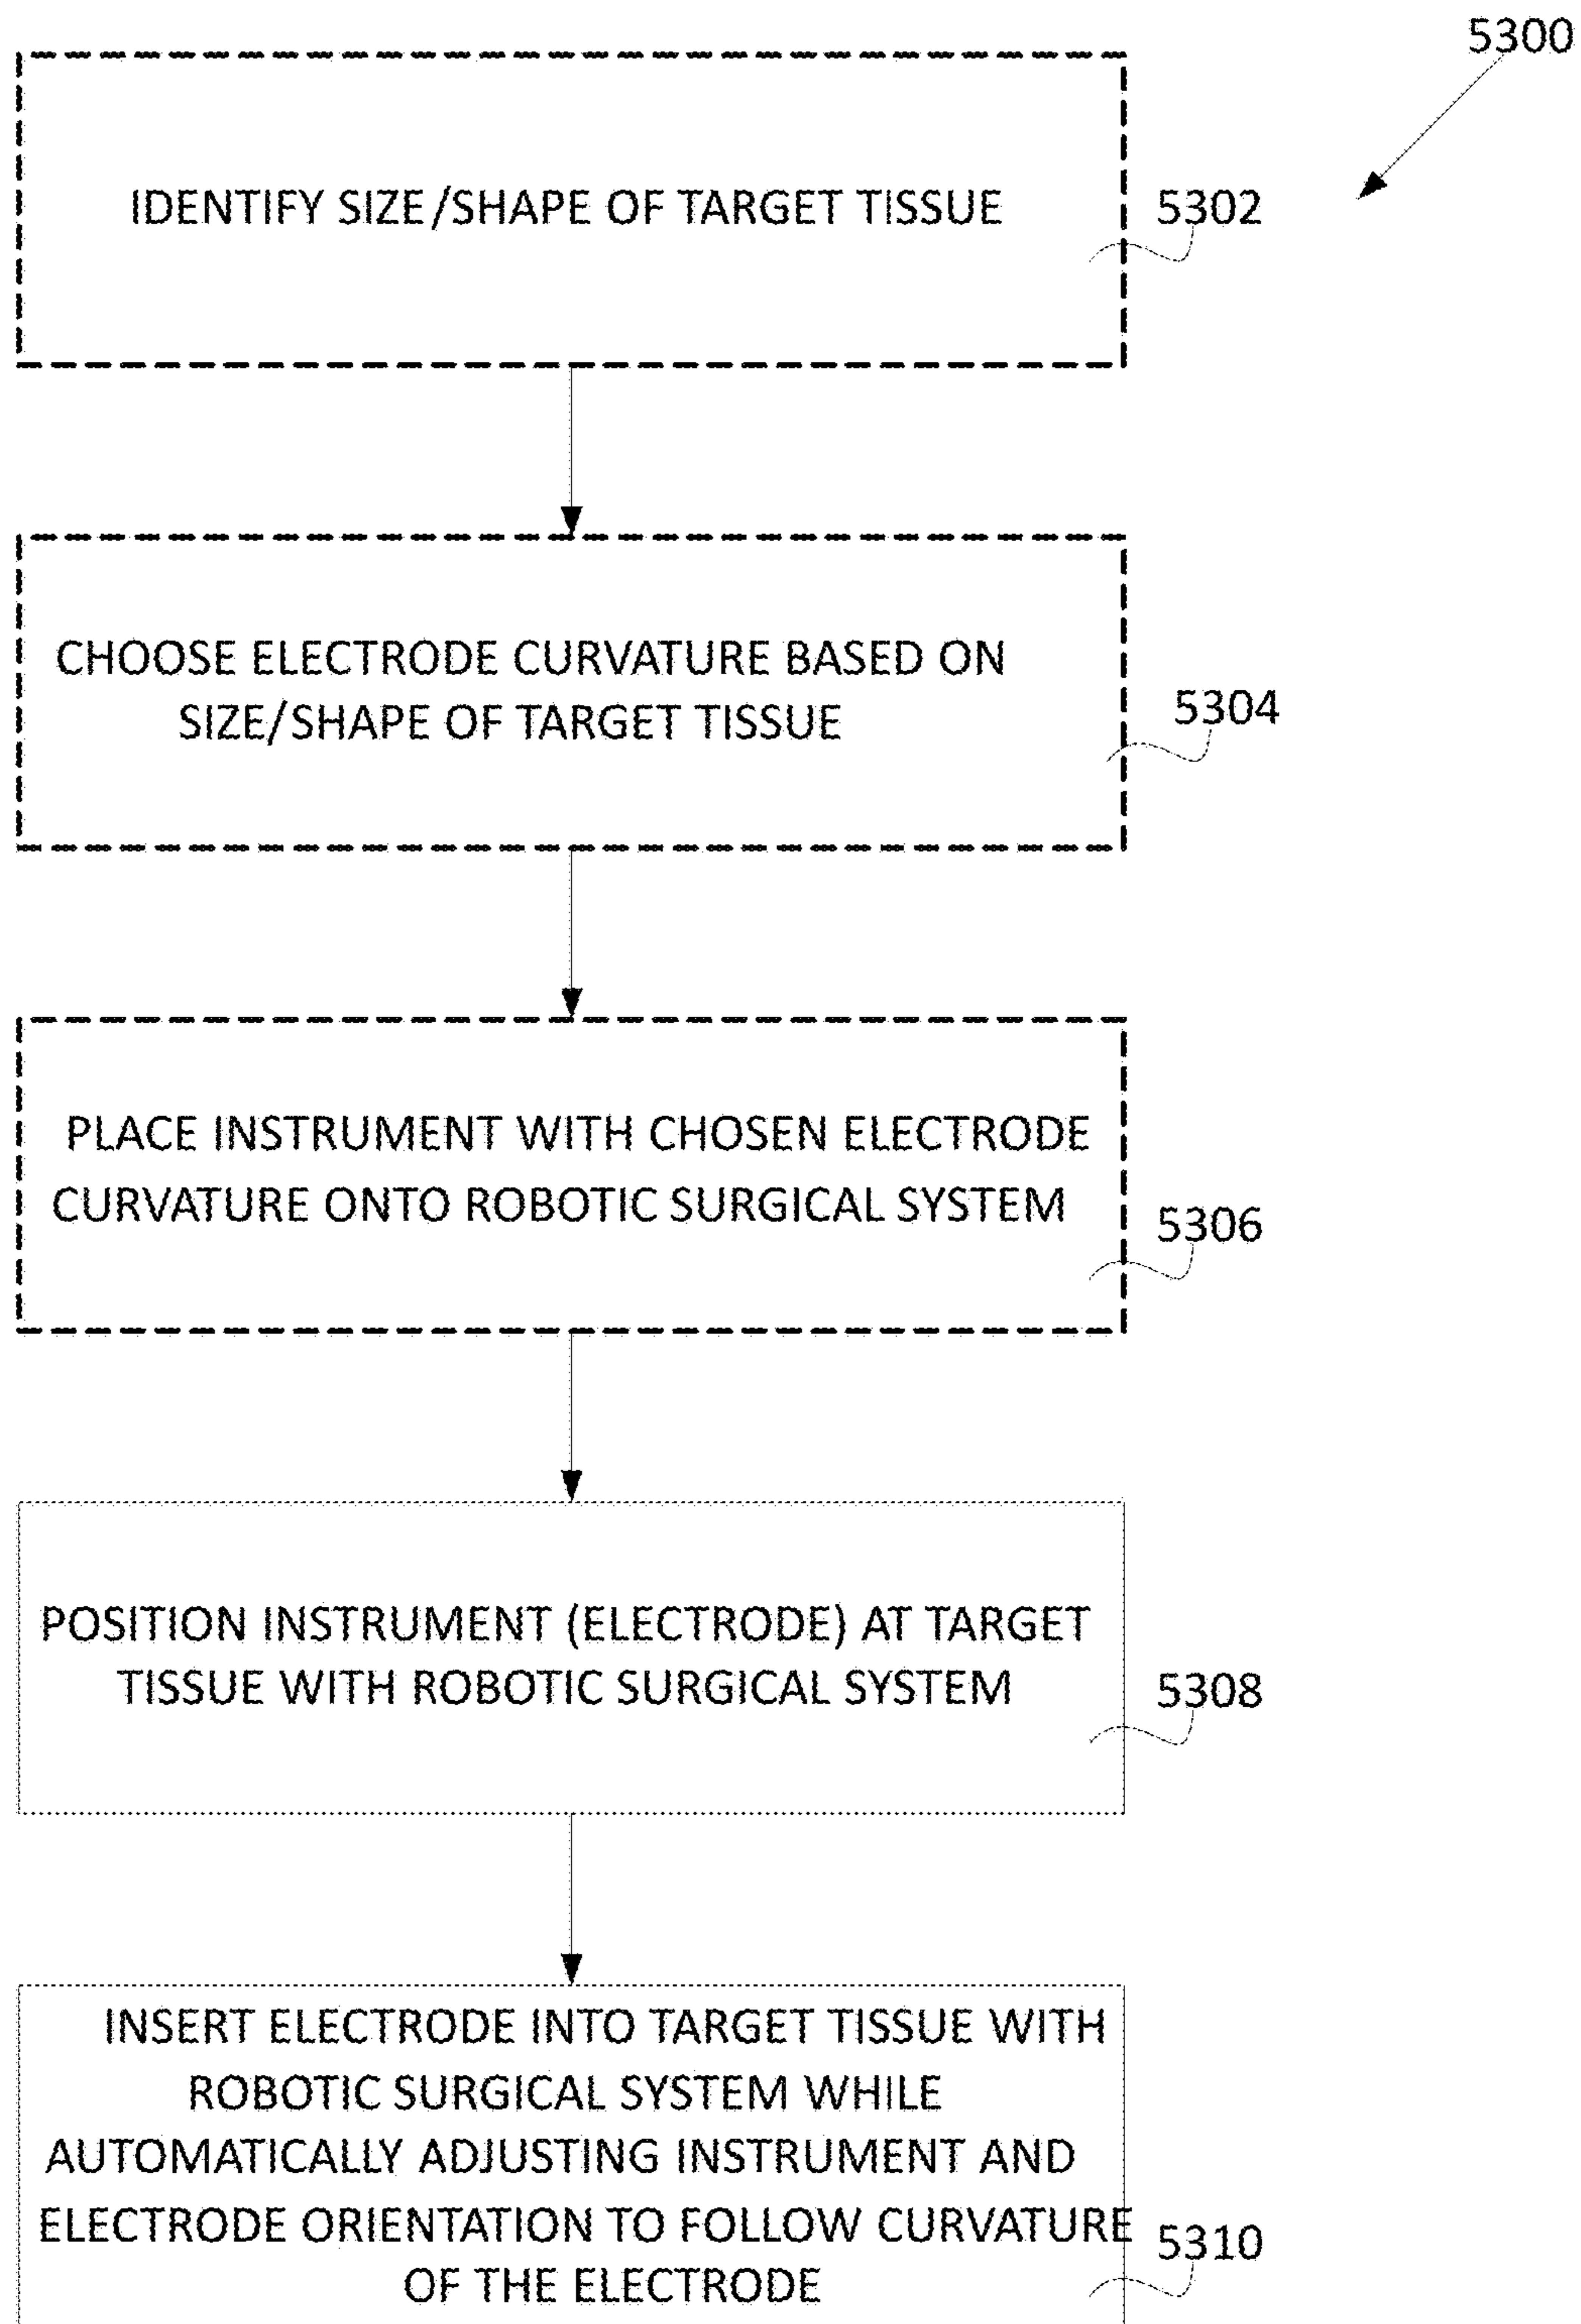 5300
IDENTIFY SIZE/SHAPE OF TARGET TISSUE
5302
CHOOSE ELECTRODE CURVATURE BASED ON
SIZE/SHAPE OF TARGET TISSUE
5304
PLACE INSTRUMENT WITH CHOSEN ELECTRODE
CURVATURE ONTO ROBOTIC SURGICAL SYSTEM
5306
POSITION INSTRUMENT (ELECTRODE) AT TARGET
TISSUE WITH ROBOTIC SURGICAL SYSTEM
5308
INSERT ELECTRODE INTO TARGET TISSUE WITH
ROBOTIC SURGICAL SYSTEM WHILE
AUTOMATICALLY ADJUSTING INSTRUMENT AND
ELECTRODE ORIENTATION TO FOLLOW CURVATURE
OF THE ELECTRODE
5310